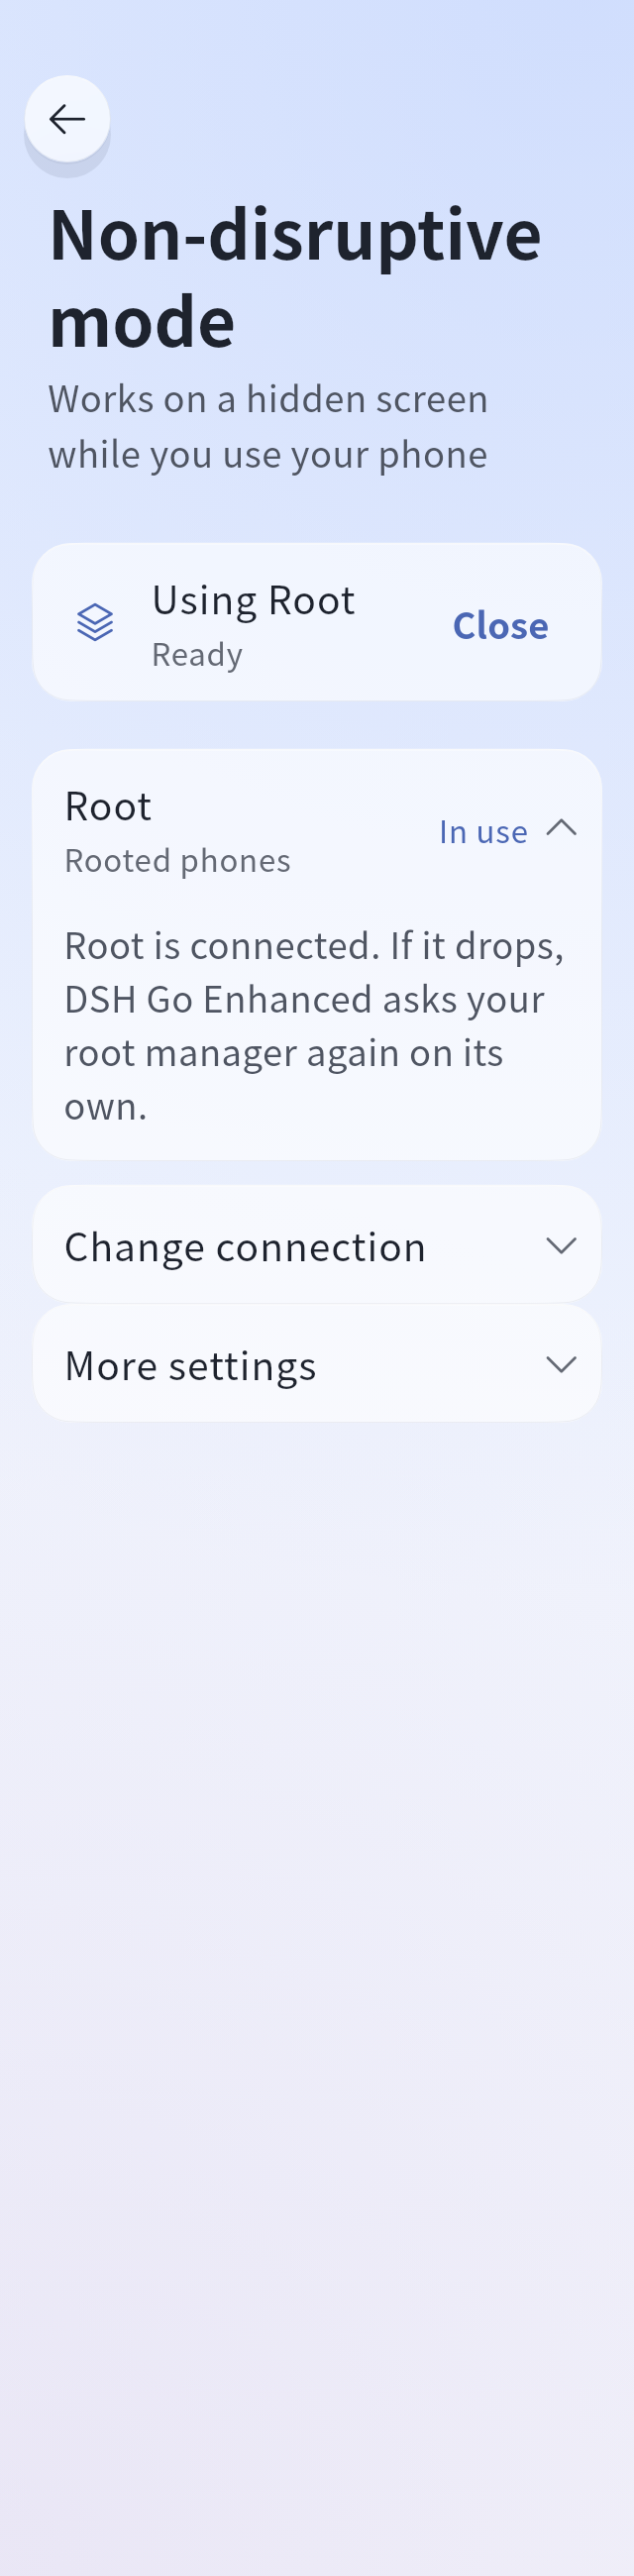 Non-disruptive
mode
Works on a hidden screen
while you use your phone
Using Root
Ready
Close
Root
Rooted phones
In use
Root is connected. If it drops,
DSH Go Enhanced asks your
root manager again on its
own.
Change connection
More settings